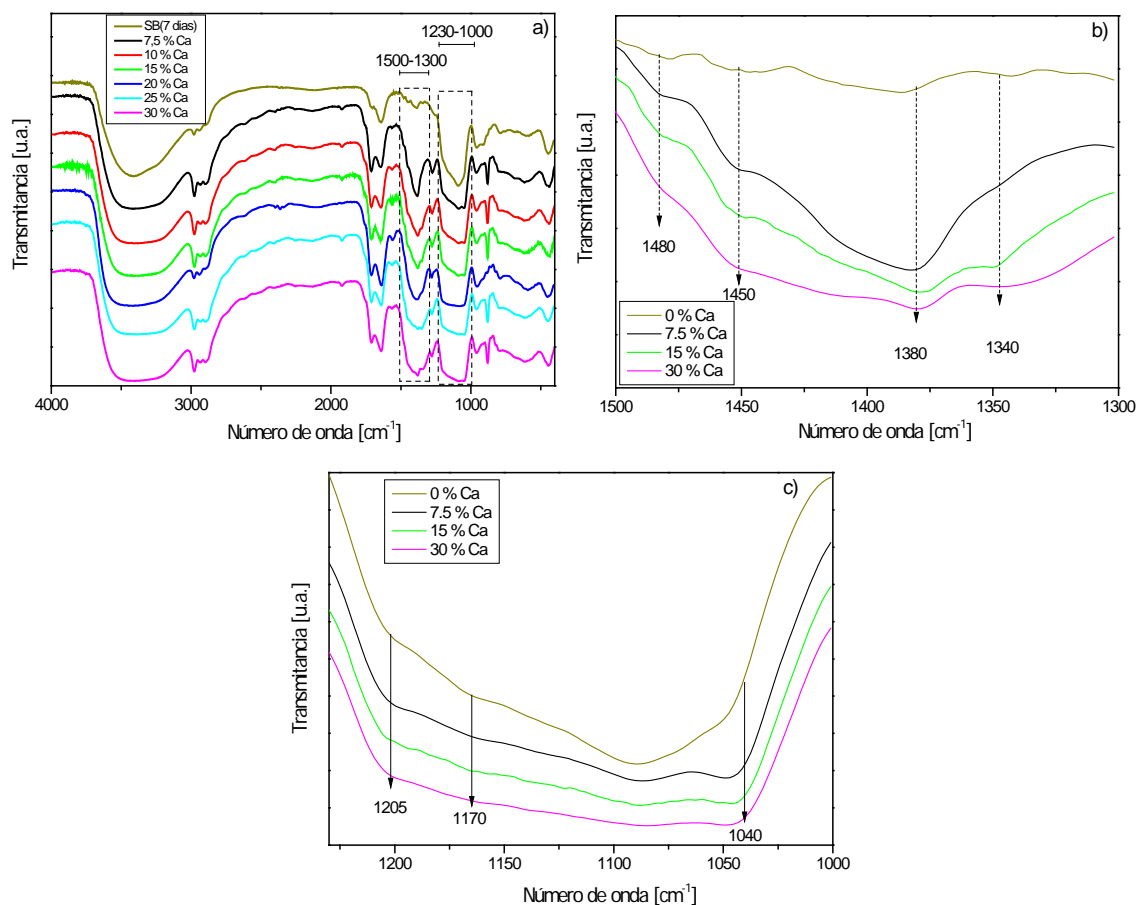 a)
SB(7 dias)
7,5 % Ca
10 % Ca
15 % Ca
20 % Ca
25 % Ca
30 % Ca
1230-1000
1500-1300
Transmitancia [u.a.]
4000 3000 2000 1000
Número de onda [cm⁻¹]
b)
Transmitancia [u.a.]
1480
1450
1380
1340
0 % Ca
7.5 % Ca
15 % Ca
30 % Ca
1500 1450 1400 1350 1300
Número de onda [cm⁻¹]
c)
0 % Ca
7.5 % Ca
15 % Ca
30 % Ca
Transmitancia [u.a.]
1205
1170
1040
1200 1150 1100 1050 1000
Número de onda [cm⁻¹]